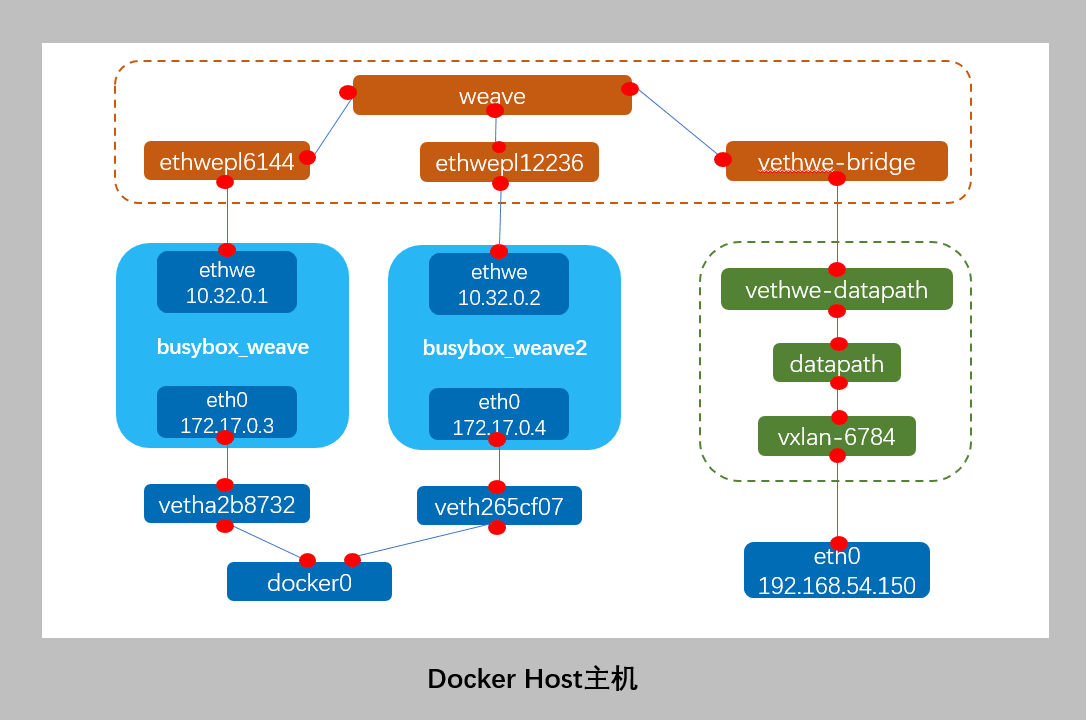 weave
ethwepl6144
ethwepl12236
vethwe-bridge
ethwe
10.32.0.1
busybox_weave
eth0
172.17.0.3
ethwe
10.32.0.2
busybox_weave2
eth0
172.17.0.4
vethwe-datapath
datapath
vxlan-6784
vetha2b8732
veth265cf07
docker0
eth0
192.168.54.150
Docker Host主机